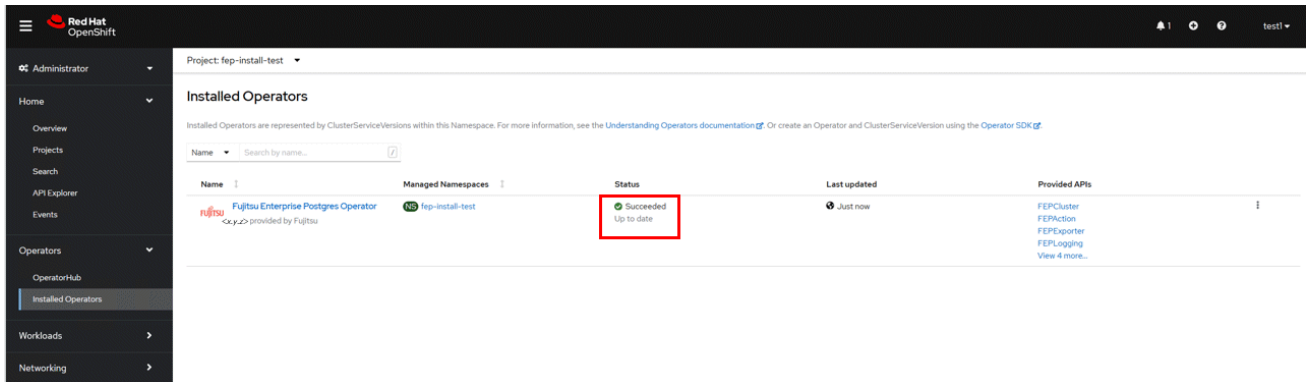 Red Hat
OpenShift
1
test1
Administrator
Project: fep-install-test
Home
Overview
Projects
Search
API Explorer
Events
Operators
OperatorHub
Installed Operators
Workloads
Networking
Installed Operators
Installed Operators are represented by ClusterServiceVersions within this Namespace. For more information, see the Understanding Operators documentation. Or create an Operator and ClusterServiceVersion using the Operator SDK.
Name Search by name... /
Name Managed Namespaces Status Last updated Provided APIs
FUJITSU Fujitsu Enterprise Postgres Operator NS fep-install-test Succeeded Just now FEPCluster
<x.y.z> provided by Fujitsu Up to date FEPAction
FEPExporter
FEPLogging
View 4 more...